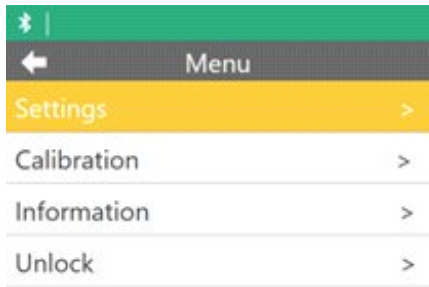 Menu
Settings >
Calibration >
Information >
Unlock >